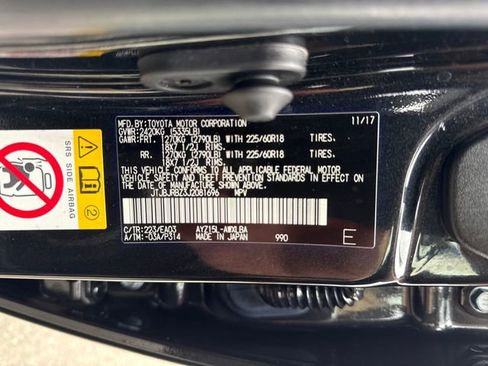 MFD.BY:TOYOTA MOTOR CORPORATION 11/17
GVWR:2420KG (5335LB)
GAWR:FRT. 1270KG (2790LB) WITH 225/60R18 TIRES.
18X7 1/2J RIMS.
RR. 1270KG (2790LB) WITH 225/60R18 TIRES.
18X7 1/2J RIMS.
THIS VEHICLE CONFORMS TO ALL APPLICABLE FEDERAL MOTOR
VEHICLE SAFETY AND THEFT PREVENTION STANDARDS IN EFFECT
ON THE DATE OF MANUFACTURE SHOWN ABOVE.
JTJBJRBZ3J2081696 MPV
C/TR:223/EA03 AYZ15L-AWXLBA
A/TM:-03A/P314 MADE IN JAPAN 990 E
SRS SIDE AIRBAG
2